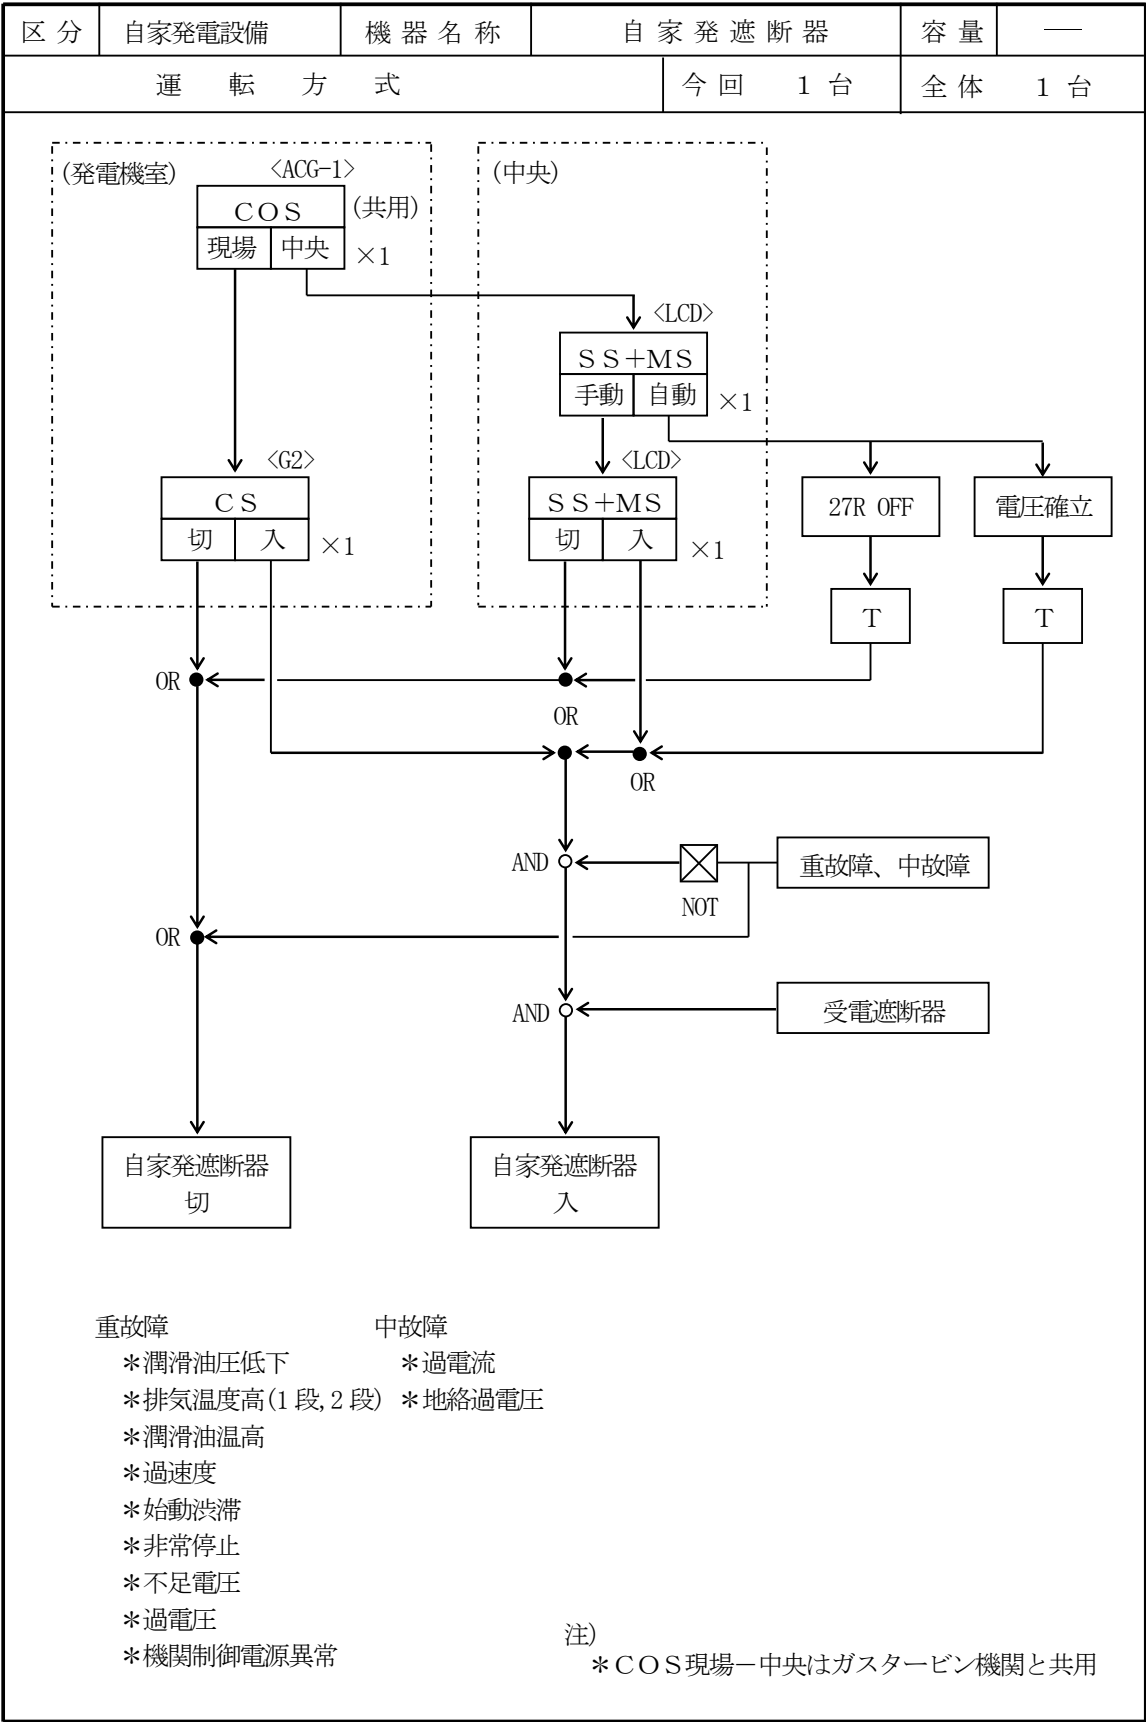 区分 自家発電設備 機器名称 自家発遮断器 容量 ―
運転方式 今回 1台 全体 1台
(発電機室) <ACG-1> (中央)
COS (共用)
現場 中央 ×1
<LCD>
SS+MS
手動 自動 ×1
<G2> <LCD>
CS SS+MS 27R OFF 電圧確立
切 入 ×1 切 入 ×1
T T
OR
OR
OR
AND 重故障、中故障
NOT
OR
AND 受電遮断器
自家発遮断器 自家発遮断器
切 入
重故障 中故障
*潤滑油圧低下 *過電流
*排気温度高(1段,2段) *地絡過電圧
*潤滑油温高
*過速度
*始動渋滞
*非常停止
*不足電圧
*過電圧
*機関制御電源異常
注)
*COS現場-中央はガスタービン機関と共用